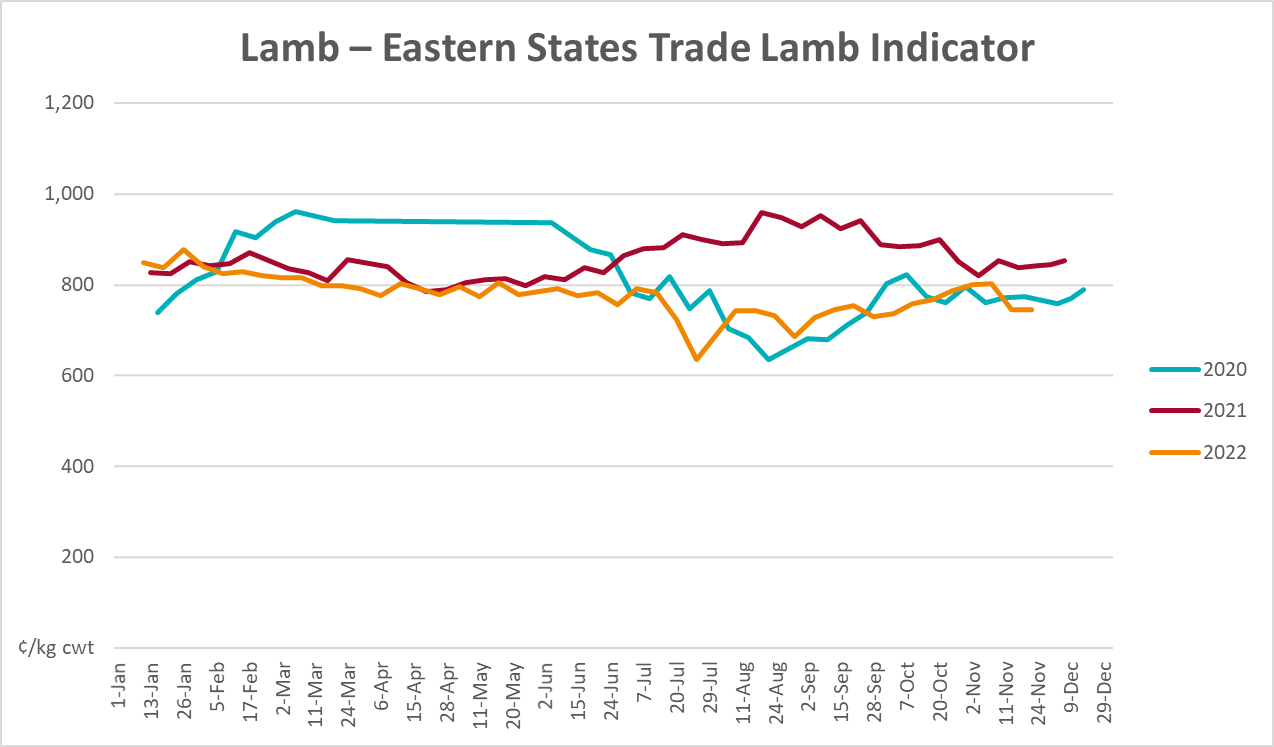 Lamb – Eastern States Trade Lamb Indicator
1,200
1,000
800
600
400
200
¢/kg cwt
1-Jan
13-Jan
26-Jan
5-Feb
17-Feb
2-Mar
11-Mar
24-Mar
6-Apr
15-Apr
28-Apr
11-May
20-May
2-Jun
15-Jun
24-Jun
7-Jul
20-Jul
29-Jul
11-Aug
24-Aug
2-Sep
15-Sep
28-Sep
7-Oct
20-Oct
2-Nov
11-Nov
24-Nov
9-Dec
29-Dec
2020
2021
2022